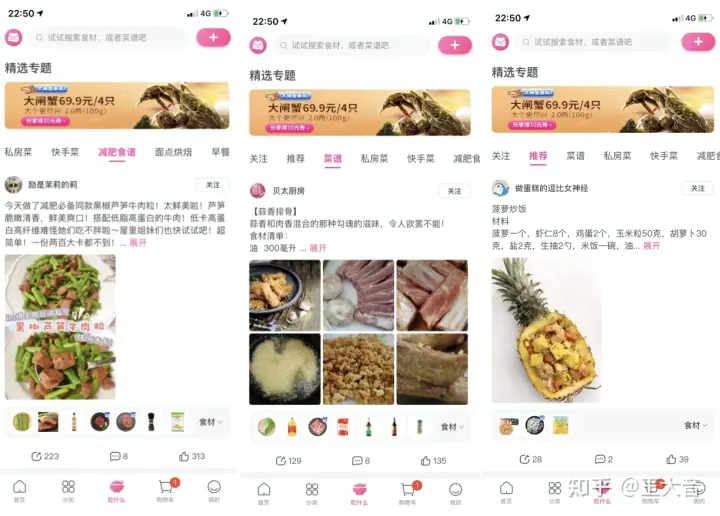 22:50
4G
试试搜索食材、或者菜谱吧
精选专题
大闸蟹69.9元/4只
大个更尽兴 2.0两(100g)
分享得10元券
私房菜 快手菜 减肥食谱 面点烘焙 早餐
励是茉莉的莉
关注
今天做了减肥必备同款黑椒芦笋牛肉粒！太鲜美啦！芦笋
脆嫩清香，鲜美爽口！搭配低脂高蛋白的牛肉！低卡高蛋
白高纤维难怪她们吃不胖啦～屋里姐妹们也快试试吧！超
简单！一份两百大卡都不到！... 展开
黑椒芦笋牛肉粒
食材
223 8 313
首页 分类 吃什么 购物车 我的
1
22:50
4G
试试搜索食材、或者菜谱吧
精选专题
大闸蟹69.9元/4只
大个更尽兴 2.0两(100g)
分享得10元券
关注 推荐 菜谱 私房菜 快手菜 减肥食
贝太厨房
关注
【蒜香排骨】
蒜香和肉香混合的那种勾魂的滋味，令人欲罢不能！
食材清单：
油 300毫升 ... 展开
食材
129 8 135
首页 分类 吃什么 购物车 我的
1
22:50
4G
试试搜索食材、或者菜谱吧
精选专题
大闸蟹69.9元/4只
大个更尽兴 2.0两(100g)
分享得10元券
关注 推荐 菜谱 私房菜 快手菜 减肥食
做蛋糕的逗比女神经
关注
菠萝炒饭
材料
菠萝一个，虾仁8个，鸡蛋2个，玉米粒50克，胡萝卜30
克，盐2克，生抽2勺，米饭一碗，油... 展开
食材
28 2 39
首页 分类 吃什么 购物车 我的
1
知乎